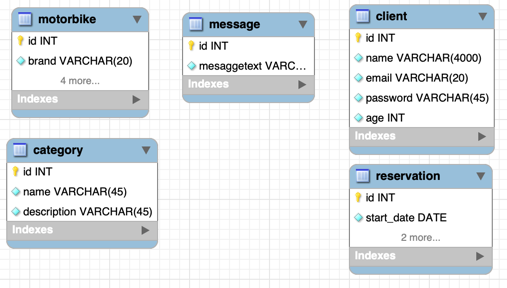 motorbike
id INT
brand VARCHAR(20)
4 more...
Indexes
category
id INT
name VARCHAR(45)
description VARCHAR(45)
Indexes
message
id INT
mesaggetext VARC...
Indexes
client
id INT
name VARCHAR(4000)
email VARCHAR(20)
password VARCHAR(45)
age INT
Indexes
reservation
id INT
start_date DATE
2 more...
Indexes